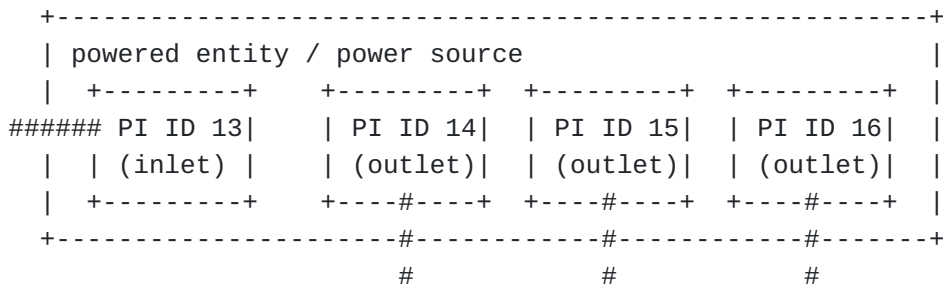 +-----------------------------------------------------------+
| powered entity / power source |
| +---------+ +---------+ +---------+ +---------+ |
###### PI ID 13| | PI ID 14| | PI ID 15| | PI ID 16| |
| | (inlet) | | (outlet)| | (outlet)| | (outlet)| |
| +---------+ +----#----+ +----#----+ +----#----+ |
+-----------------------#------------#------------#-------+
# # #